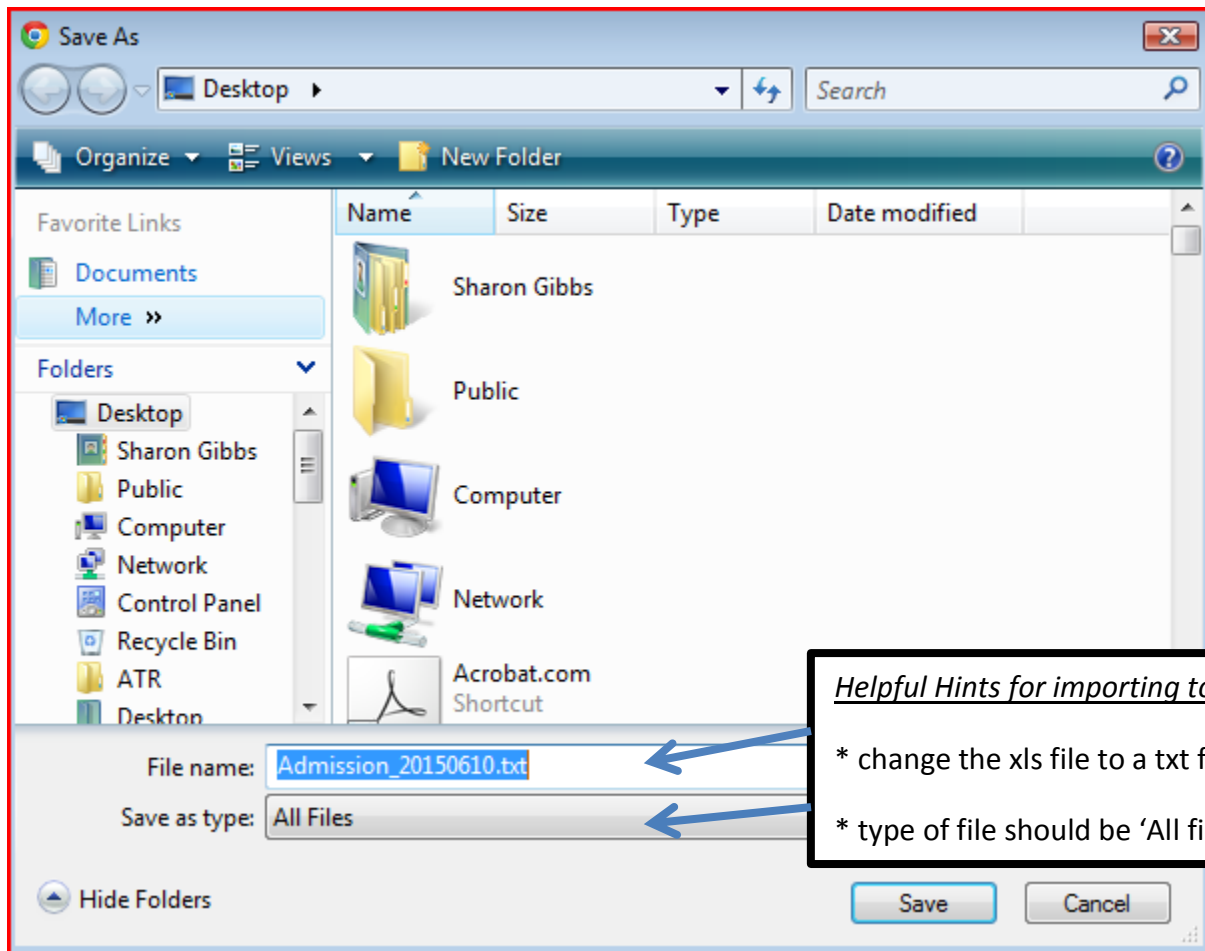 Save As
Desktop
Search
Organize Views New Folder
Favorite Links
Documents
More »
Folders
Desktop
Sharon Gibbs
Public
Computer
Network
Control Panel
Recycle Bin
ATR
Desktop
Name Size Type Date modified
Sharon Gibbs
Public
Computer
Network
Acrobat.com
Shortcut
Helpful Hints for importing to
* change the xls file to a txt f
* type of file should be ‘All fi
File name: Admission_20150610.txt
Save as type: All Files
Hide Folders
Save Cancel